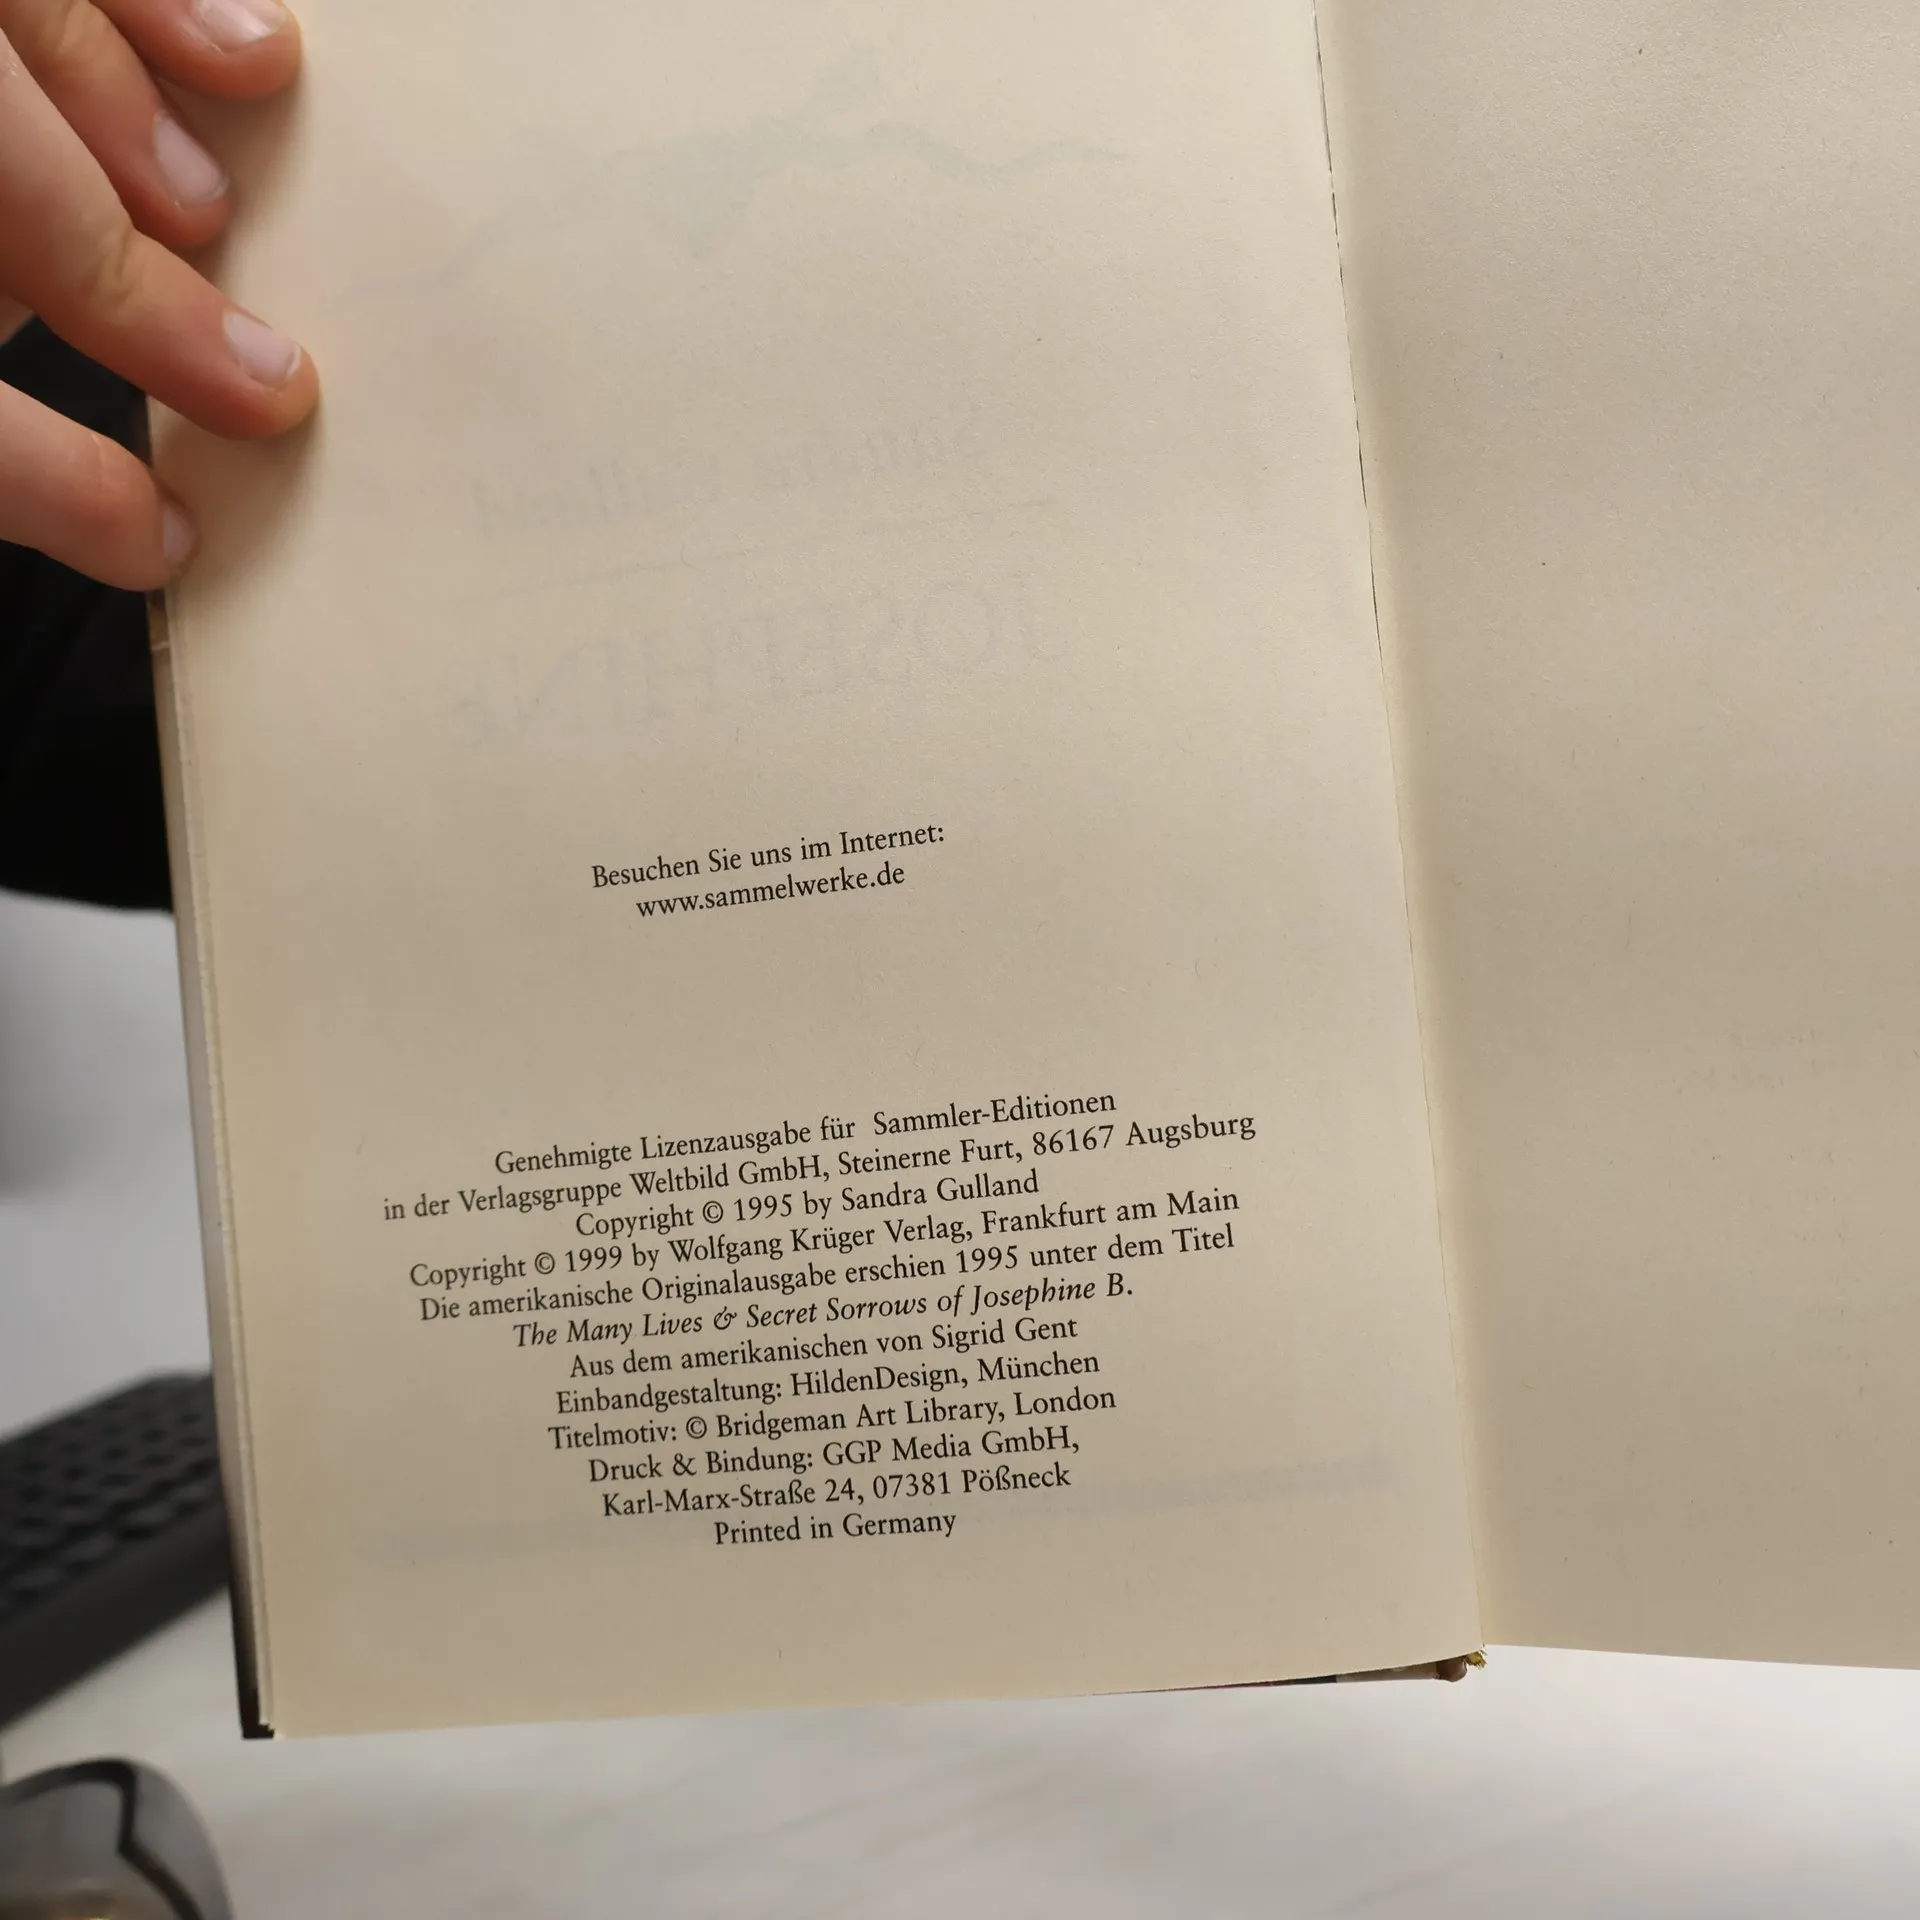 Besuchen Sie uns im Internet:
www.sammelwerke.de
Genehmigte Lizenzausgabe für Sammler-Editionen
in der Verlagsgruppe Weltbild GmbH, Steinerne Furt, 86167 Augsburg
Copyright © 1995 by Sandra Gulland
Copyright © 1999 by Wolfgang Krüger Verlag, Frankfurt am Main
Die amerikanische Originalausgabe erschien 1995 unter dem Titel
The Many Lives & Secret Sorrows of Josephine B.
Aus dem amerikanischen von Sigrid Gent
Einbandgestaltung: HildenDesign, München
Titelmotiv: © Bridgeman Art Library, London
Druck & Bindung: GGP Media GmbH,
Karl-Marx-Straße 24, 07381 Pößneck
Printed in Germany